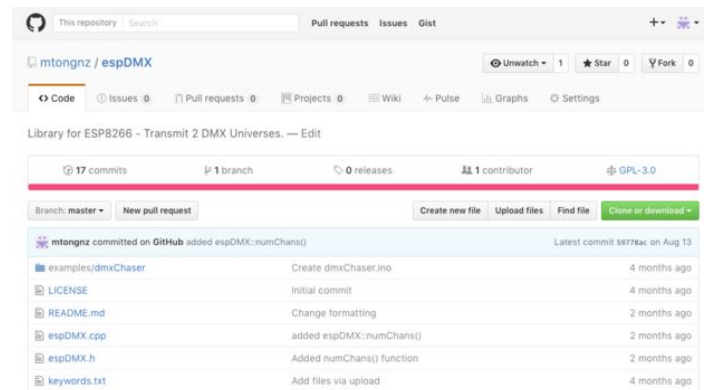 This repository Search Pull requests Issues Gist
mtongnz / espDMX Unwatch 1 Star 0 Fork 0
Code Issues 0 Pull requests 0 Projects 0 Wiki Pulse Graphs Settings
Library for ESP8266 - Transmit 2 DMX Universes. — Edit
17 commits 1 branch 0 releases 1 contributor GPL-3.0
Branch: master New pull request Create new file Upload files Find file Clone or download
mtongnz committed on GitHub added espDMX::numChans() Latest commit 59778ac on Aug 13
examples/dmxChaser Create dmxChaser.ino 4 months ago
LICENSE Initial commit 4 months ago
README.md Change formatting 2 months ago
espDMX.cpp added espDMX::numChans() 2 months ago
espDMX.h Added numChans() function 2 months ago
keywords.txt Add files via upload 4 months ago